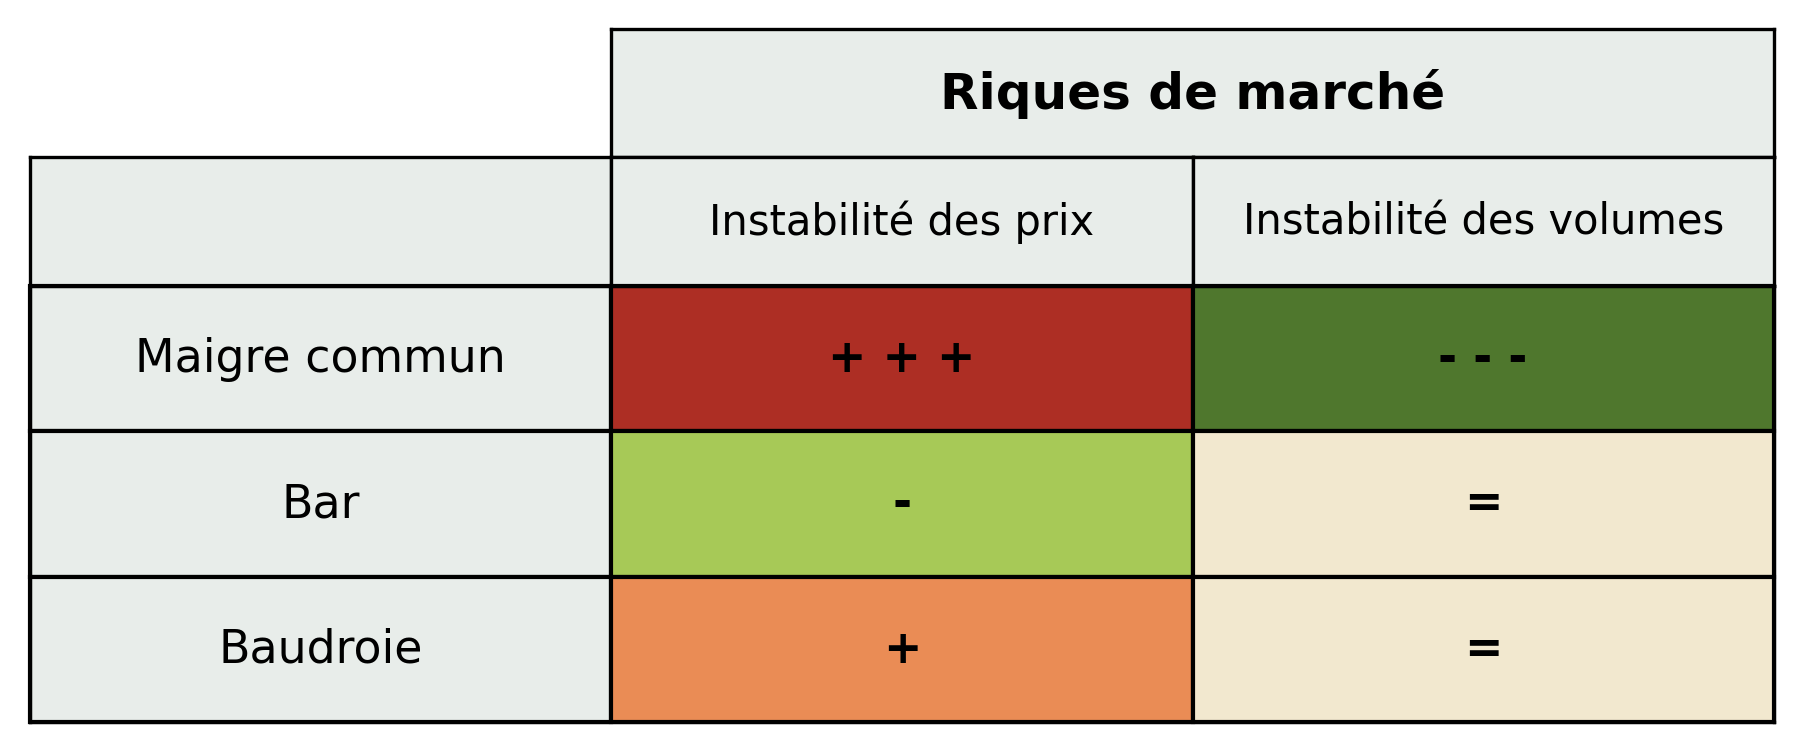 Riques de marché
Instabilité des prix Instabilité des volumes
Maigre commun + + + - - -
Bar - =
Baudroie + =